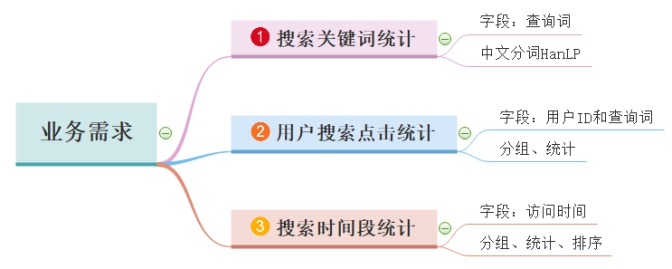 业务需求
1 搜索关键词统计
字段：查询词
中文分词HanLP
2 用户搜索点击统计
字段：用户ID和查询词
分组、统计
3 搜索时间段统计
字段：访问时间
分组、统计、排序